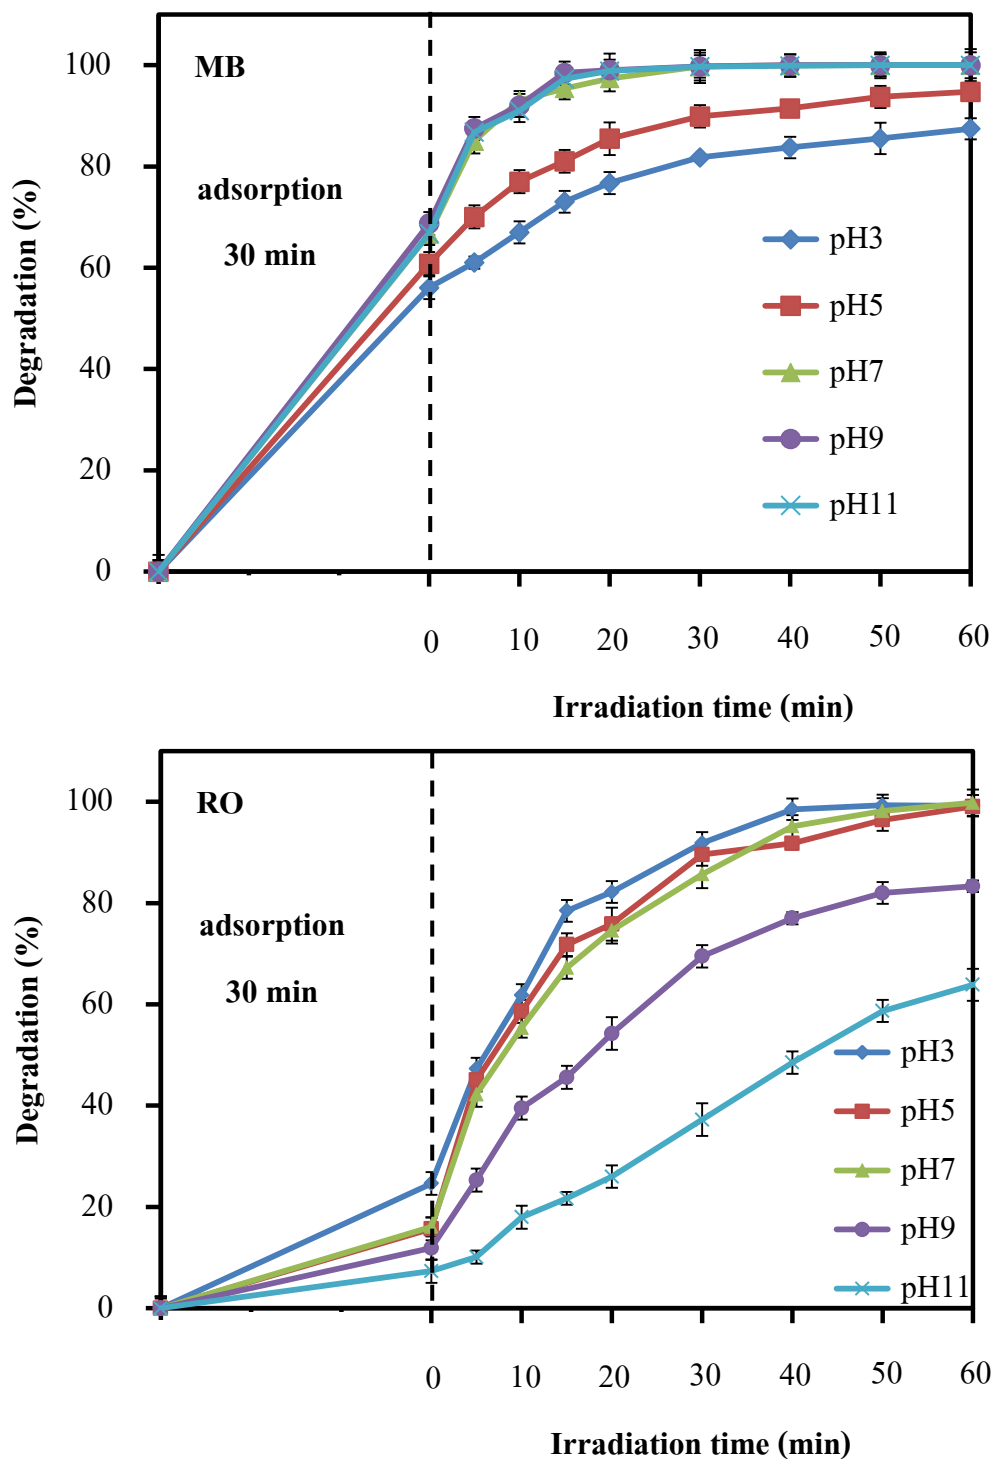 MB
adsorption
30 min
Degradation (%)
100
80
60
40
20
0
pH3
pH5
pH7
pH9
pH11
0 10 20 30 40 50 60
Irradiation time (min)
RO
adsorption
30 min
Degradation (%)
100
80
60
40
20
0
pH3
pH5
pH7
pH9
pH11
0 10 20 30 40 50 60
Irradiation time (min)